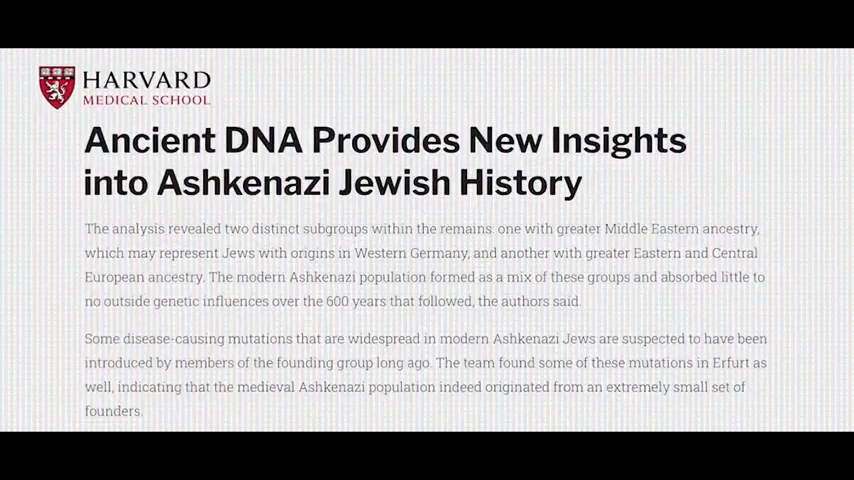 HARVARD
MEDICAL SCHOOL
Ancient DNA Provides New Insights
into Ashkenazi Jewish History
The analysis revealed two distinct subgroups within the remains: one with greater Middle Eastern ancestry,
which may represent Jews with origins in Western Germany, and another with greater Eastern and Central
European ancestry. The modern Ashkenazi population formed as a mix of these groups and absorbed little to
no outside genetic influences over the 600 years that followed, the authors said.
Some disease-causing mutations that are widespread in modern Ashkenazi Jews are suspected to have been
introduced by members of the founding group long ago. The team found some of these mutations in Erfurt as
well, indicating that the medieval Ashkenazi population indeed originated from an extremely small set of
founders.